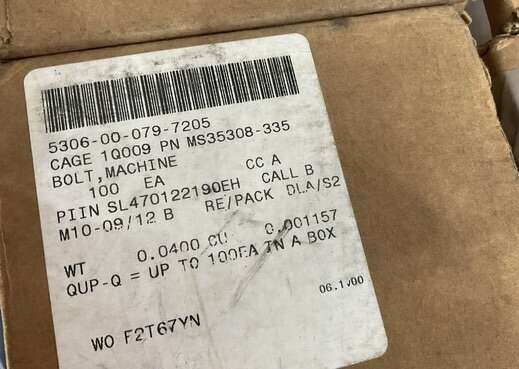 5306-00-079-7205
CAGE 1Q009 PN MS35308-335
BOLT,MACHINE
100 EA CC A
PIIN SL470122190EH CALL B
M10-09/12 B RE/PACK DLA/S2
WT 0.0400 CU 0.001157
QUP-Q = UP TO 100EA IN A BOX
06.1/00
WO F2T67YN